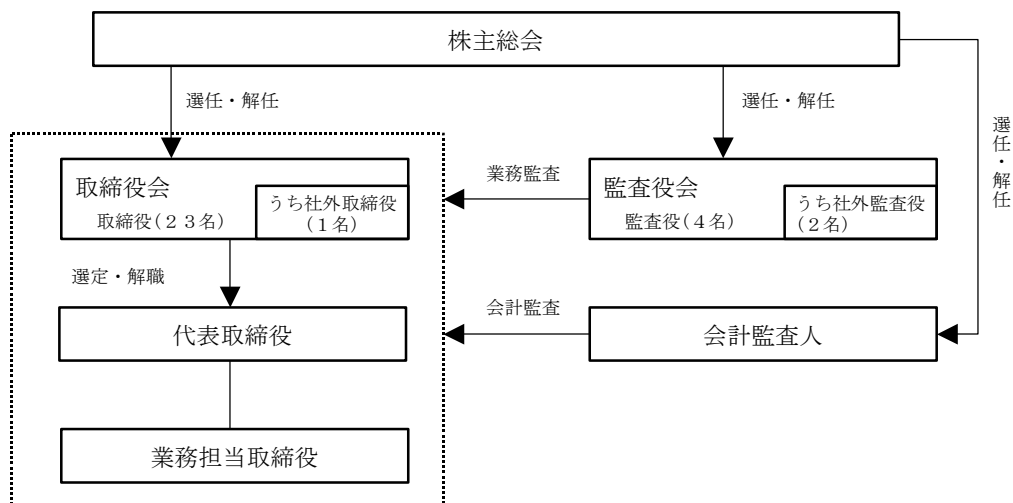 株主総会
選任・解任
選任・解任
選任・解任
取締役会
取締役(23名)
うち社外取締役
(1名)
業務監査
監査役会
監査役(4名)
うち社外監査役
(2名)
選定・解職
代表取締役
会計監査
会計監査人
業務担当取締役